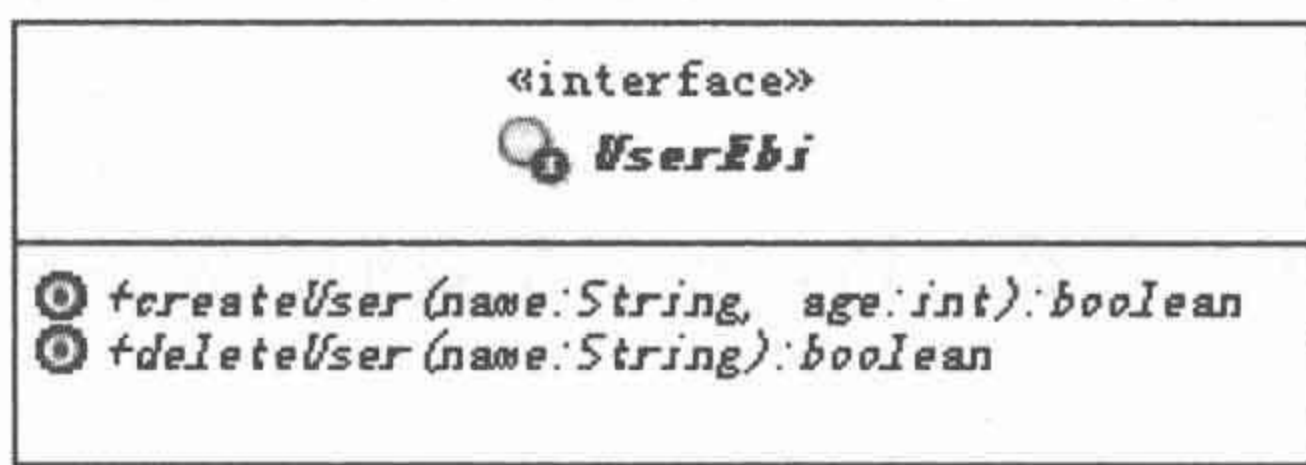 «interface»
UserEbi
+createUser(name:String, age:int):boolean
+deleteUser(name:String):boolean